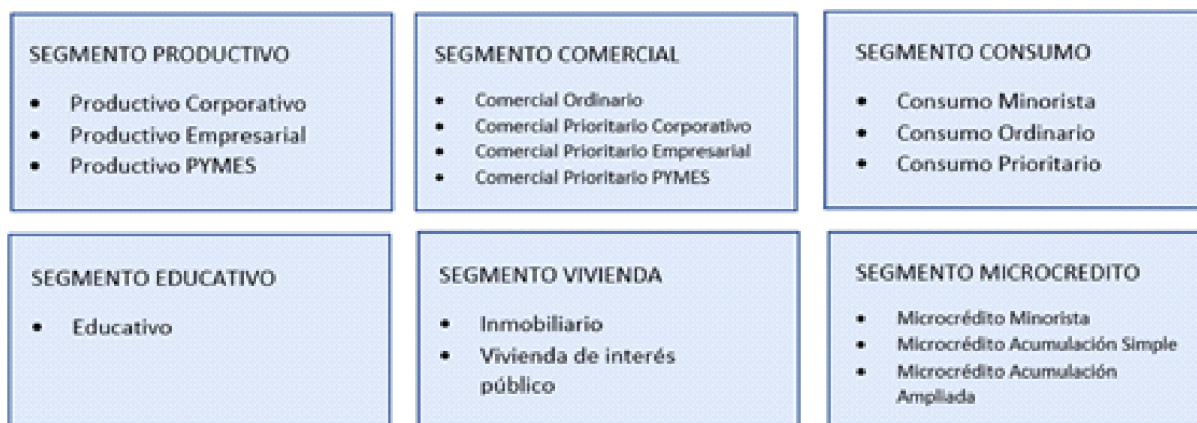 SEGMENTO PRODUCTIVO
• Productivo Corporativo
• Productivo Empresarial
• Productivo PYMES
SEGMENTO COMERCIAL
• Comercial Ordinario
• Comercial Prioritario Corporativo
• Comercial Prioritario Empresarial
• Comercial Prioritario PYMES
SEGMENTO CONSUMO
• Consumo Minorista
• Consumo Ordinario
• Consumo Prioritario
SEGMENTO EDUCATIVO
• Educativo
SEGMENTO VIVIENDA
• Inmobiliario
• Vivienda de interés
público
SEGMENTO MICROCREDITO
• Microcrédito Minorista
• Microcrédito Acumulación Simple
• Microcrédito Acumulación
Ampliada